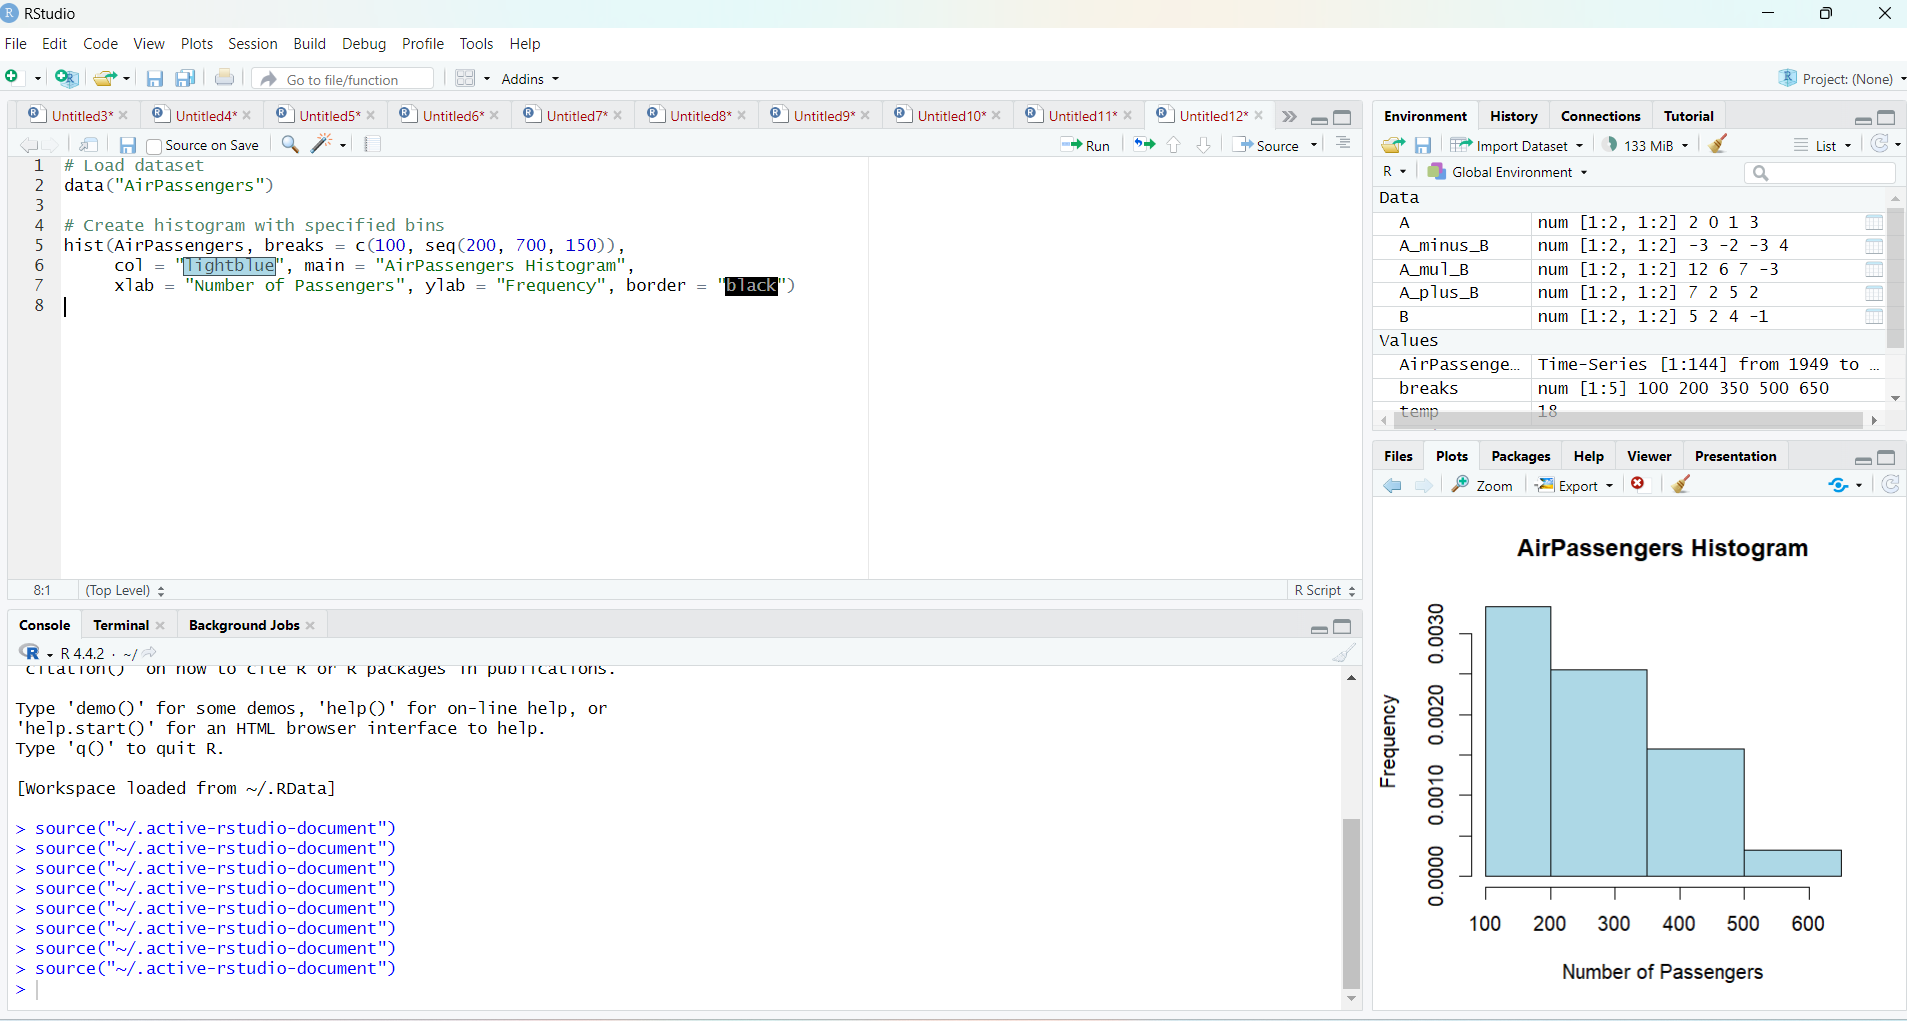 RStudio
File Edit Code View Plots Session Build Debug Profile Tools Help
Go to file/function Addins Project: (None)
Untitled3* Untitled4* Untitled5* Untitled6* Untitled7* Untitled8* Untitled9* Untitled10* Untitled11* Untitled12*
Source on Save Run Source
1 # Load dataset
2 data("AirPassengers")
3
4 # Create histogram with specified bins
5 hist(AirPassengers, breaks = c(100, seq(200, 700, 150)),
6 col = "lightblue", main = "AirPassengers Histogram",
7 xlab = "Number of Passengers", ylab = "Frequency", border = "black")
8
8:1 (Top Level) R Script
Console Terminal Background Jobs
R 4.4.2 · ~/
'citation()' on how to cite R or R packages in publications.
Type 'demo()' for some demos, 'help()' for on-line help, or
'help.start()' for an HTML browser interface to help.
Type 'q()' to quit R.
[Workspace loaded from ~/.RData]
> source("~/.active-rstudio-document")
> source("~/.active-rstudio-document")
> source("~/.active-rstudio-document")
> source("~/.active-rstudio-document")
> source("~/.active-rstudio-document")
> source("~/.active-rstudio-document")
> source("~/.active-rstudio-document")
> source("~/.active-rstudio-document")
>
Environment History Connections Tutorial
Import Dataset 133 MiB List
R Global Environment
Data
A num [1:2, 1:2] 2 0 1 3
A_minus_B num [1:2, 1:2] -3 -2 -3 4
A_mul_B num [1:2, 1:2] 12 6 7 -3
A_plus_B num [1:2, 1:2] 7 2 5 2
B num [1:2, 1:2] 5 2 4 -1
Values
AirPassenge… Time-Series [1:144] from 1949 to …
breaks num [1:5] 100 200 350 500 650
temp 18
Files Plots Packages Help Viewer Presentation
Zoom Export
AirPassengers Histogram
Frequency
0.0030
0.0020
0.0010
0.0000
100 200 300 400 500 600
Number of Passengers